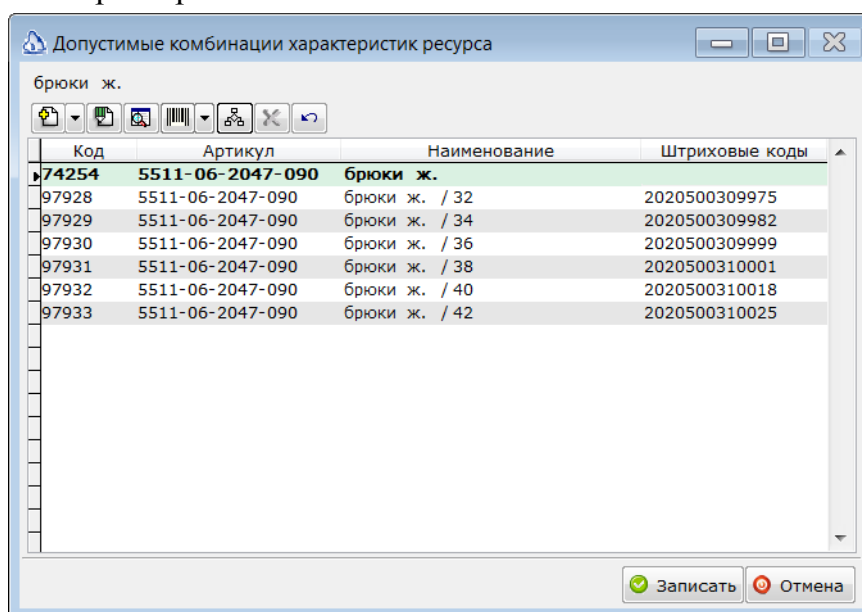 Допустимые комбинации характеристик ресурса
брюки ж.
Код Артикул Наименование Штриховые коды
74254 5511-06-2047-090 брюки ж.
97928 5511-06-2047-090 брюки ж. / 32 2020500309975
97929 5511-06-2047-090 брюки ж. / 34 2020500309982
97930 5511-06-2047-090 брюки ж. / 36 2020500309999
97931 5511-06-2047-090 брюки ж. / 38 2020500310001
97932 5511-06-2047-090 брюки ж. / 40 2020500310018
97933 5511-06-2047-090 брюки ж. / 42 2020500310025
Записать Отмена